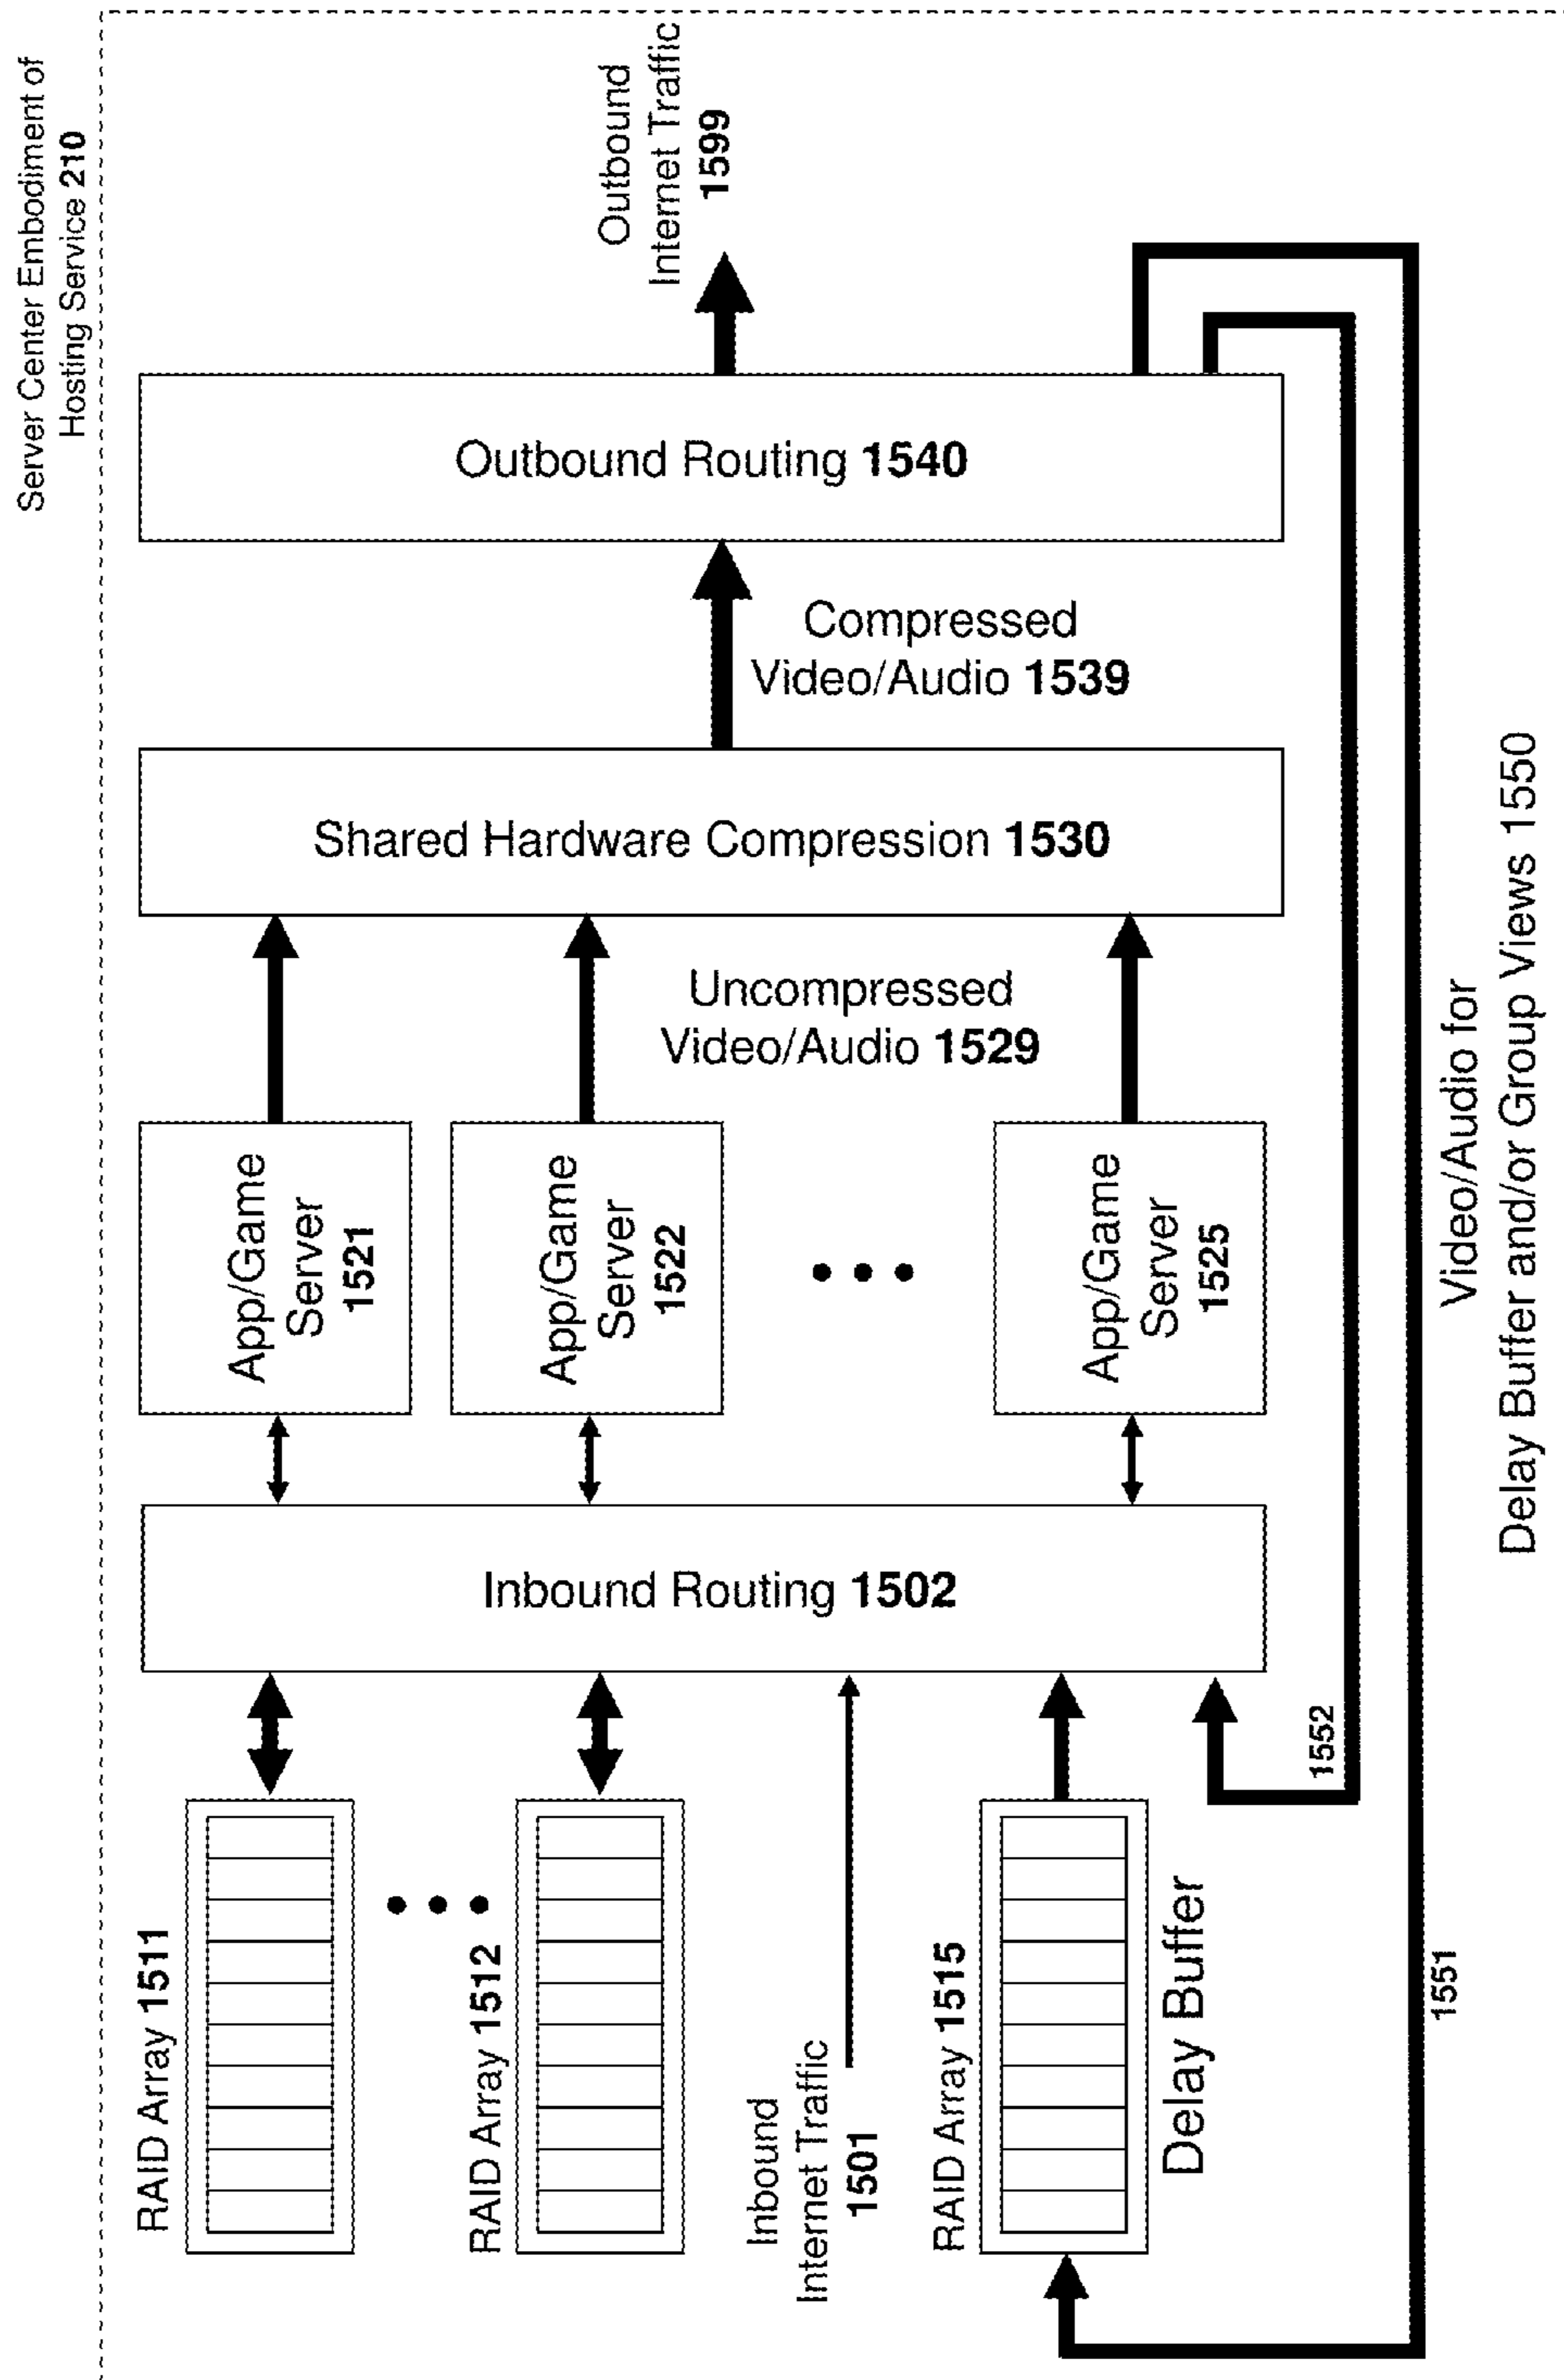 Server Center Embodiment of
Hosting Service 210
RAID Array 1511
RAID Array 1512
Inbound
Internet Traffic
1501
RAID Array 1515
Delay Buffer
Inbound Routing 1502
App/Game
Server
1521
App/Game
Server
1522
App/Game
Server
1525
Uncompressed
Video/Audio 1529
Shared Hardware Compression 1530
Compressed
Video/Audio 1539
Outbound Routing 1540
Outbound
Internet Traffic
1599
1552
1551
Video/Audio for
Delay Buffer and/or Group Views 1550